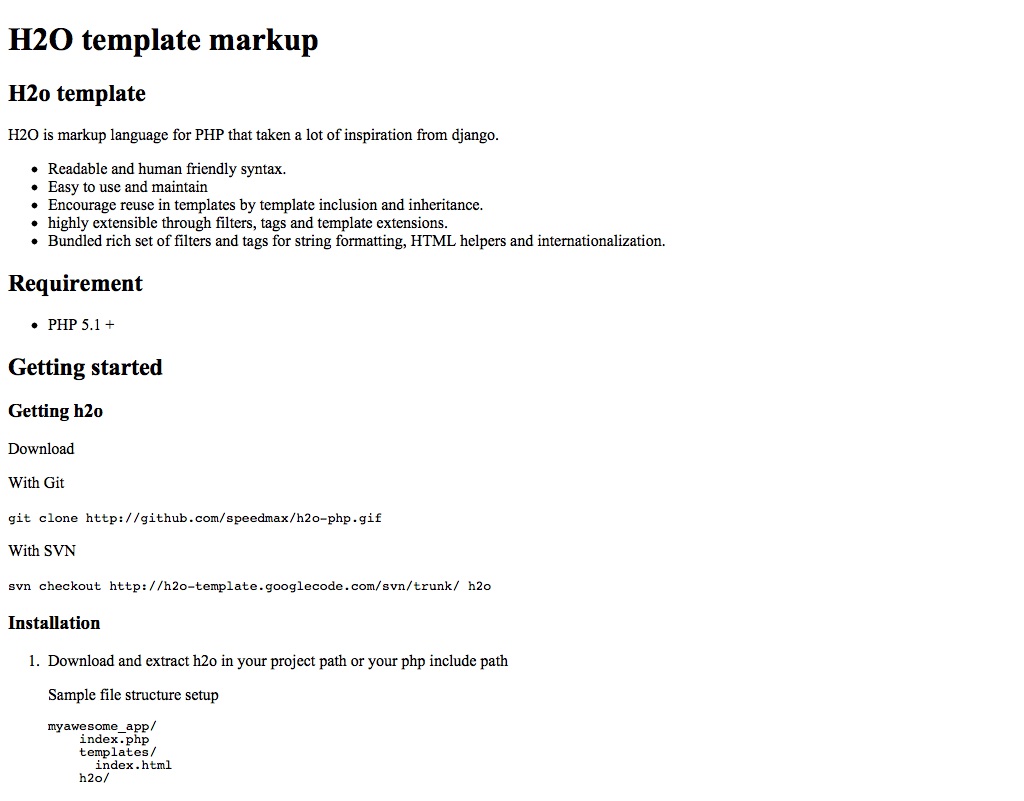 H2O template markup
H2o template
H2O is markup language for PHP that taken a lot of inspiration from django.
• Readable and human friendly syntax.
• Easy to use and maintain
• Encourage reuse in templates by template inclusion and inheritance.
• highly extensible through filters, tags and template extensions.
• Bundled rich set of filters and tags for string formatting, HTML helpers and internationalization.
Requirement
• PHP 5.1 +
Getting started
Getting h2o
Download
With Git
git clone http://github.com/speedmax/h2o-php.gif
With SVN
svn checkout http://h2o-template.googlecode.com/svn/trunk/ h2o
Installation
1. Download and extract h2o in your project path or your php include path
Sample file structure setup
myawesome_app/
    index.php
    templates/
      index.html
    h2o/